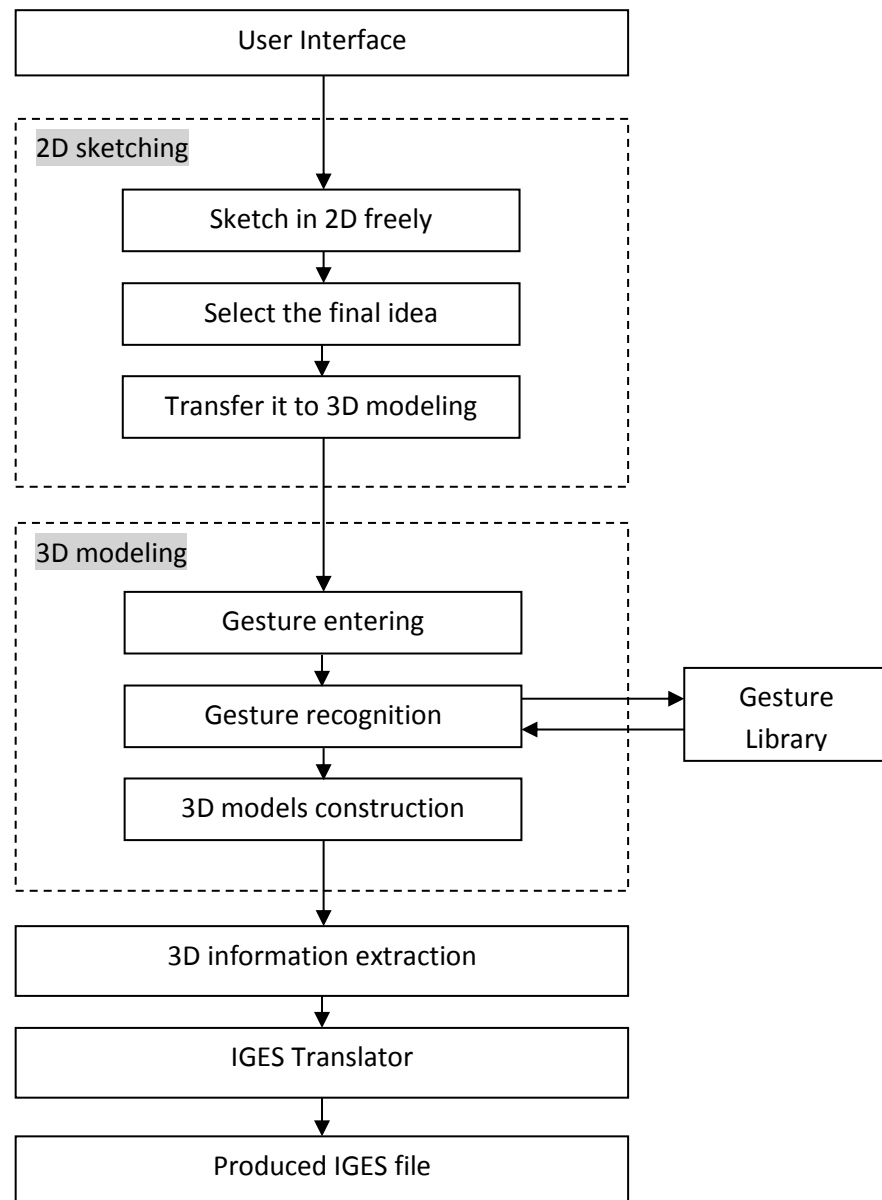 User Interface
2D sketching
Sketch in 2D freely
Select the final idea
Transfer it to 3D modeling
3D modeling
Gesture entering
Gesture recognition
Gesture
Library
3D models construction
3D information extraction
IGES Translator
Produced IGES file